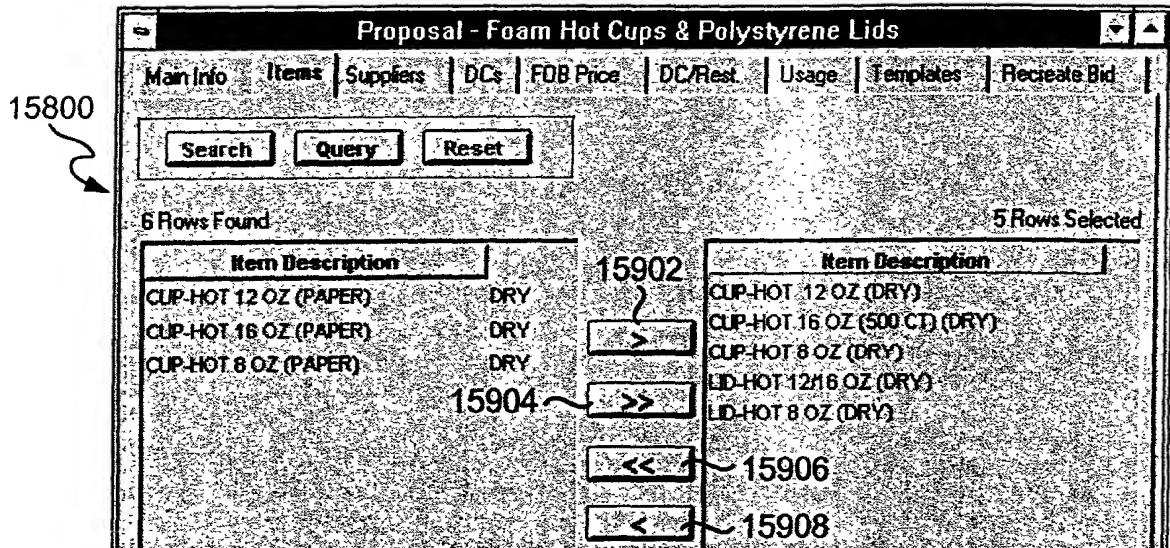 Proposal - Foam Hot Cups & Polystyrene Lids
Main Info Items Suppliers DCs FOB Price DC/Rest. Usage Templates Recreate Bid
15800
Search Query Reset
6 Rows Found 5 Rows Selected
Item Description 15902 Item Description
CUP-HOT 12 OZ (PAPER) DRY CUP-HOT 12 OZ (DRY)
CUP-HOT 16 OZ (PAPER) DRY > CUP-HOT 16 OZ (500 CT) (DRY)
CUP-HOT 8 OZ (PAPER) DRY CUP-HOT 8 OZ (DRY)
15904 >> LID-HOT 12/16 OZ (DRY)
LID-HOT 8 OZ (DRY)
<< 15906
< 15908